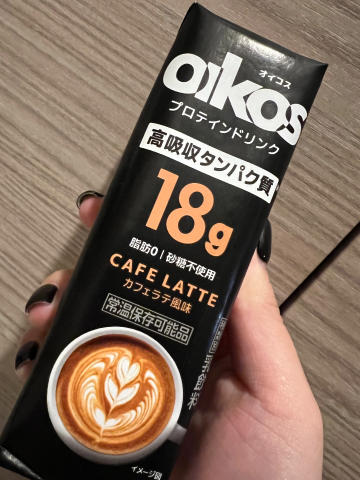 oikos
オイコス
プロテインドリンク
高吸収タンパク質
18g
脂肪0 | 砂糖不使用
CAFE LATTE
カフェラテ風味
常温保存可能品
イメージ図